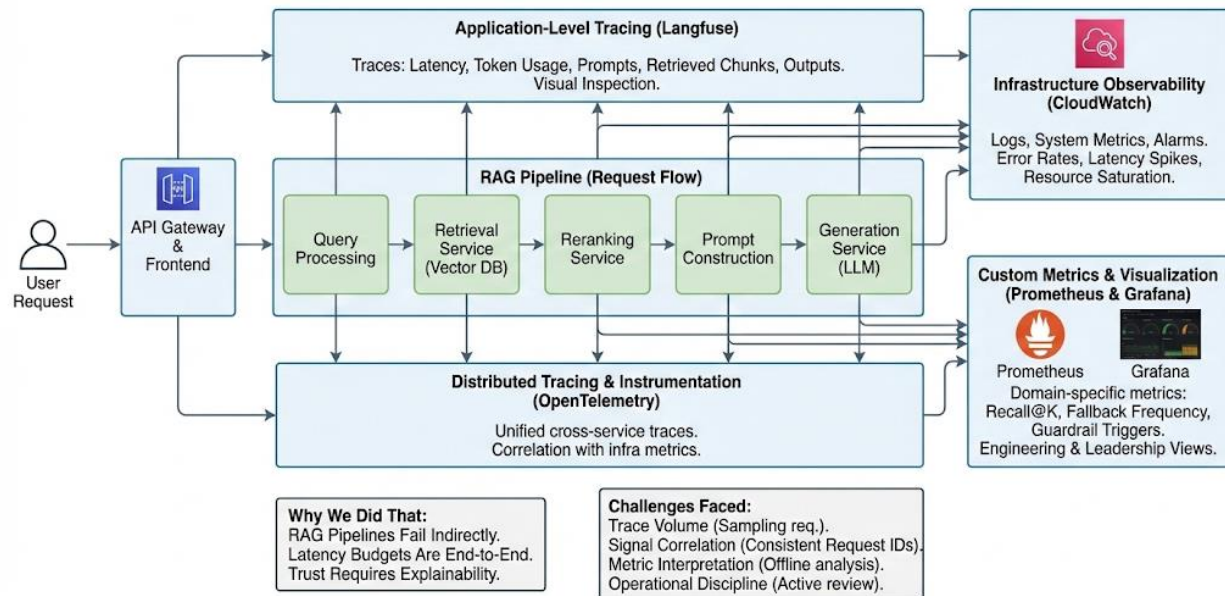 Application-Level Tracing (Langfuse)
Traces: Latency, Token Usage, Prompts, Retrieved Chunks, Outputs.
Visual Inspection.
Infrastructure Observability
(CloudWatch)
Logs, System Metrics, Alarms.
Error Rates, Latency Spikes,
Resource Saturation.
User
Request
API Gateway
&
Frontend
RAG Pipeline (Request Flow)
Query
Processing
Retrieval
Service
(Vector DB)
Reranking
Service
Prompt
Construction
Generation
Service
(LLM)
Custom Metrics & Visualization
(Prometheus & Grafana)
Prometheus
Grafana
Domain-specific metrics:
Recall@K, Fallback Frequency,
Guardrail Triggers.
Engineering & Leadership Views.
Distributed Tracing & Instrumentation
(OpenTelemetry)
Unified cross-service traces.
Correlation with infra metrics.
Why We Did That:
RAG Pipelines Fail Indirectly.
Latency Budgets Are End-to-End.
Trust Requires Explainability.
Challenges Faced:
Trace Volume (Sampling req.).
Signal Correlation (Consistent Request IDs).
Metric Interpretation (Offline analysis).
Operational Discipline (Active review).